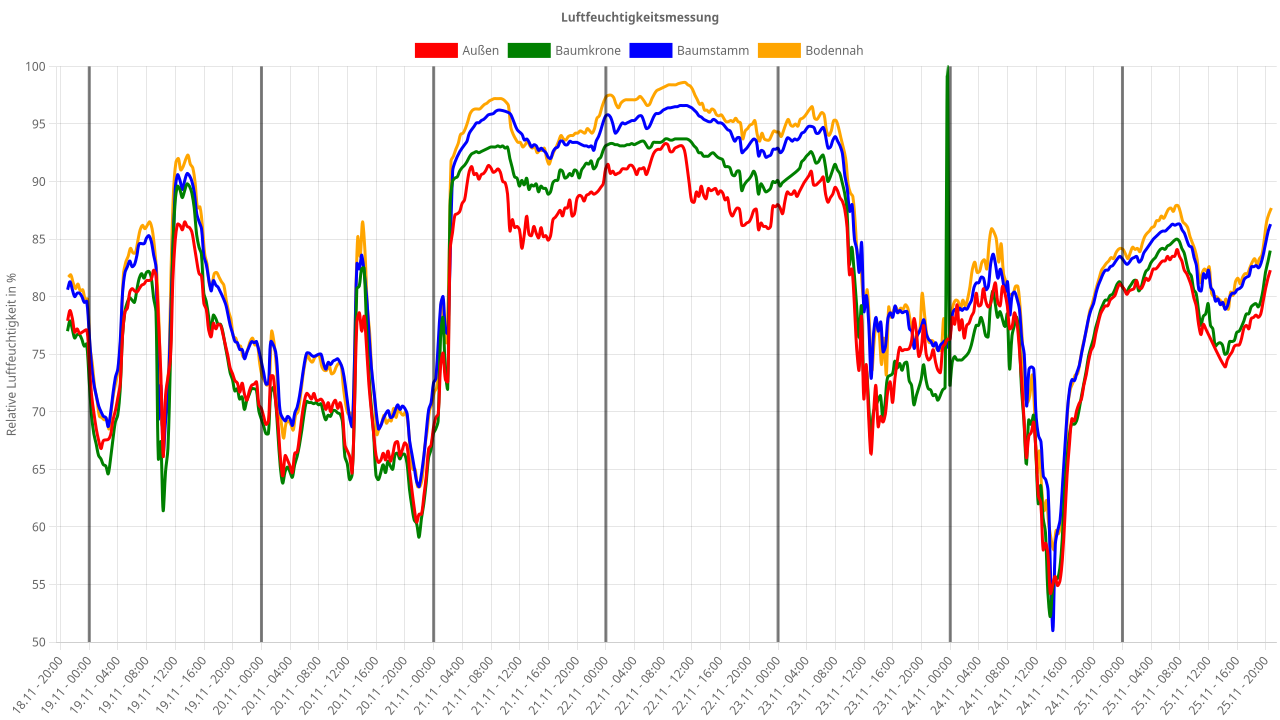 Luftfeuchtigkeitsmessung
Außen Baumkrone Baumstamm Bodennah
Relative Luftfeuchtigkeit in %
100
95
90
85
80
75
70
65
60
55
50
18.11 - 20:00
19.11 - 00:00
19.11 - 04:00
19.11 - 08:00
19.11 - 12:00
19.11 - 16:00
19.11 - 20:00
20.11 - 00:00
20.11 - 04:00
20.11 - 08:00
20.11 - 12:00
20.11 - 16:00
20.11 - 20:00
21.11 - 00:00
21.11 - 04:00
21.11 - 08:00
21.11 - 12:00
21.11 - 16:00
21.11 - 20:00
22.11 - 00:00
22.11 - 04:00
22.11 - 08:00
22.11 - 12:00
22.11 - 16:00
22.11 - 20:00
23.11 - 00:00
23.11 - 04:00
23.11 - 08:00
23.11 - 12:00
23.11 - 16:00
23.11 - 20:00
24.11 - 00:00
24.11 - 04:00
24.11 - 08:00
24.11 - 12:00
24.11 - 16:00
24.11 - 20:00
25.11 - 00:00
25.11 - 04:00
25.11 - 08:00
25.11 - 12:00
25.11 - 16:00
25.11 - 20:00